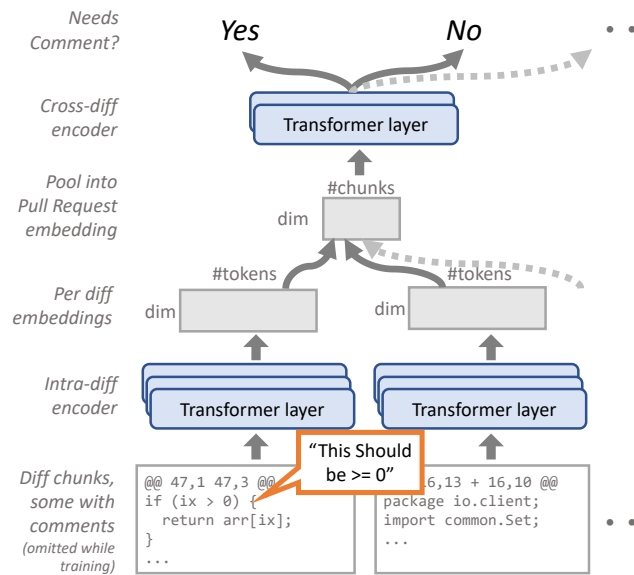 Needs
Comment?
Yes
No
• •
Cross-diff
encoder
Transformer layer
Pool into
Pull Request
embedding
#chunks
dim
#tokens
#tokens
Per diff
embeddings
dim
dim
Intra-diff
encoder
Transformer layer
Transformer layer
"This Should
be >= 0"
Diff chunks,
some with
comments
(omitted while
training)
@@ 47,1 47,3 @@
if (ix > 0) {
return arr[ix];
}
...
16,13 + 16,10 @@
package io.client;
import common.Set;
...
• •